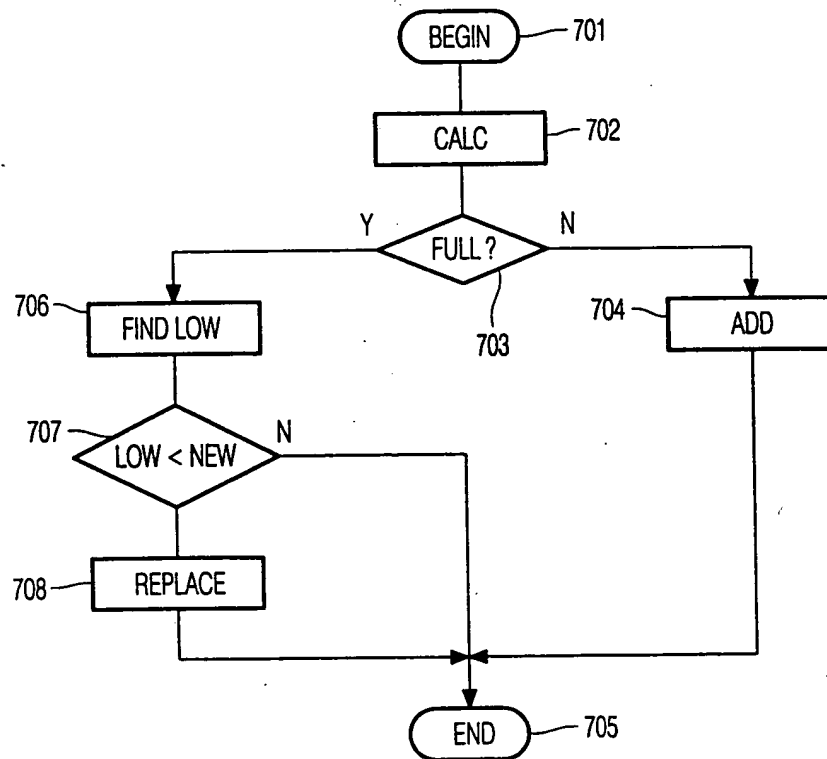 BEGIN 701
CALC 702
Y FULL ? N
703
706 FIND LOW
704 ADD
707 LOW < NEW N
708 REPLACE
END 705